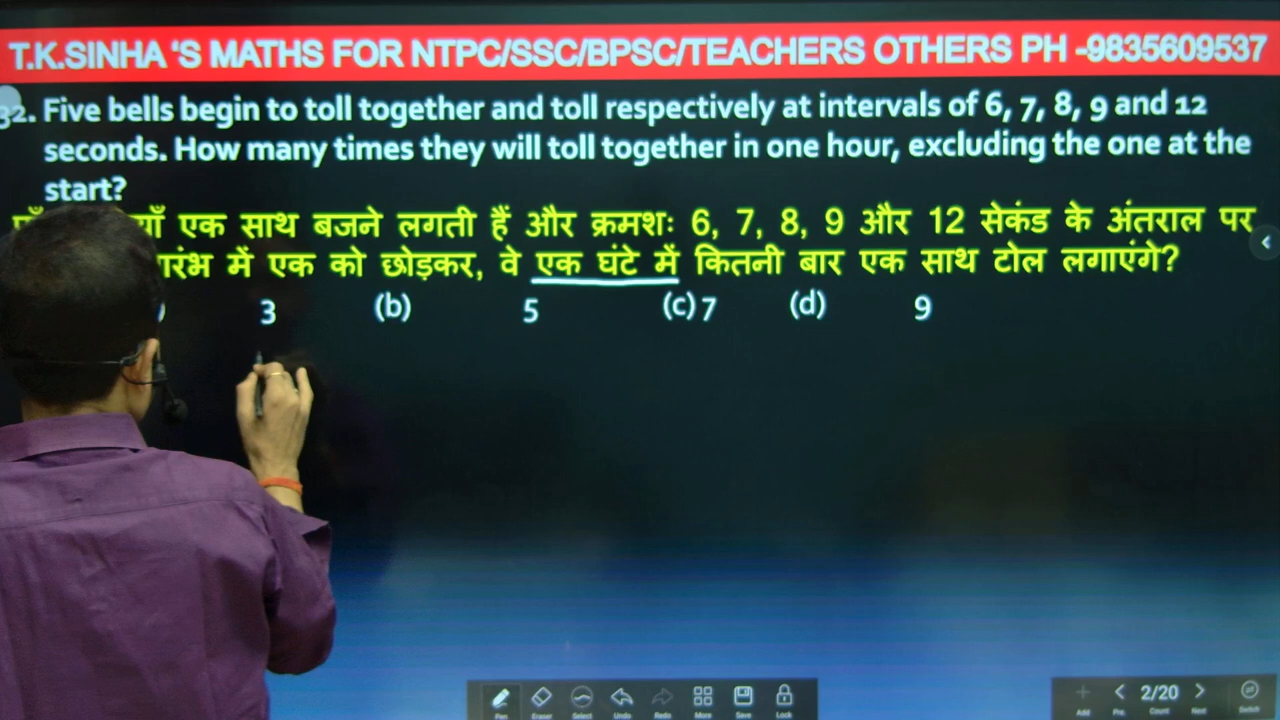 T.K.SINHA 'S MATHS FOR NTPC/SSC/BPSC/TEACHERS OTHERS PH -9835609537
32. Five bells begin to toll together and toll respectively at intervals of 6, 7, 8, 9 and 12
seconds. How many times they will toll together in one hour, excluding the one at the
start?
एक साथ बजने लगती हैं और क्रमशः 6, 7, 8, 9 और 12 सेकंड के अंतराल पर
में एक को छोड़कर, वे एक घंटे में कितनी बार एक साथ टोल लगाएंगे?
3 (b) 5 (c) 7 (d) 9
Pen Eraser Select Undo Redo More Save Lock
2/20
Add Pre. Count Next Switch